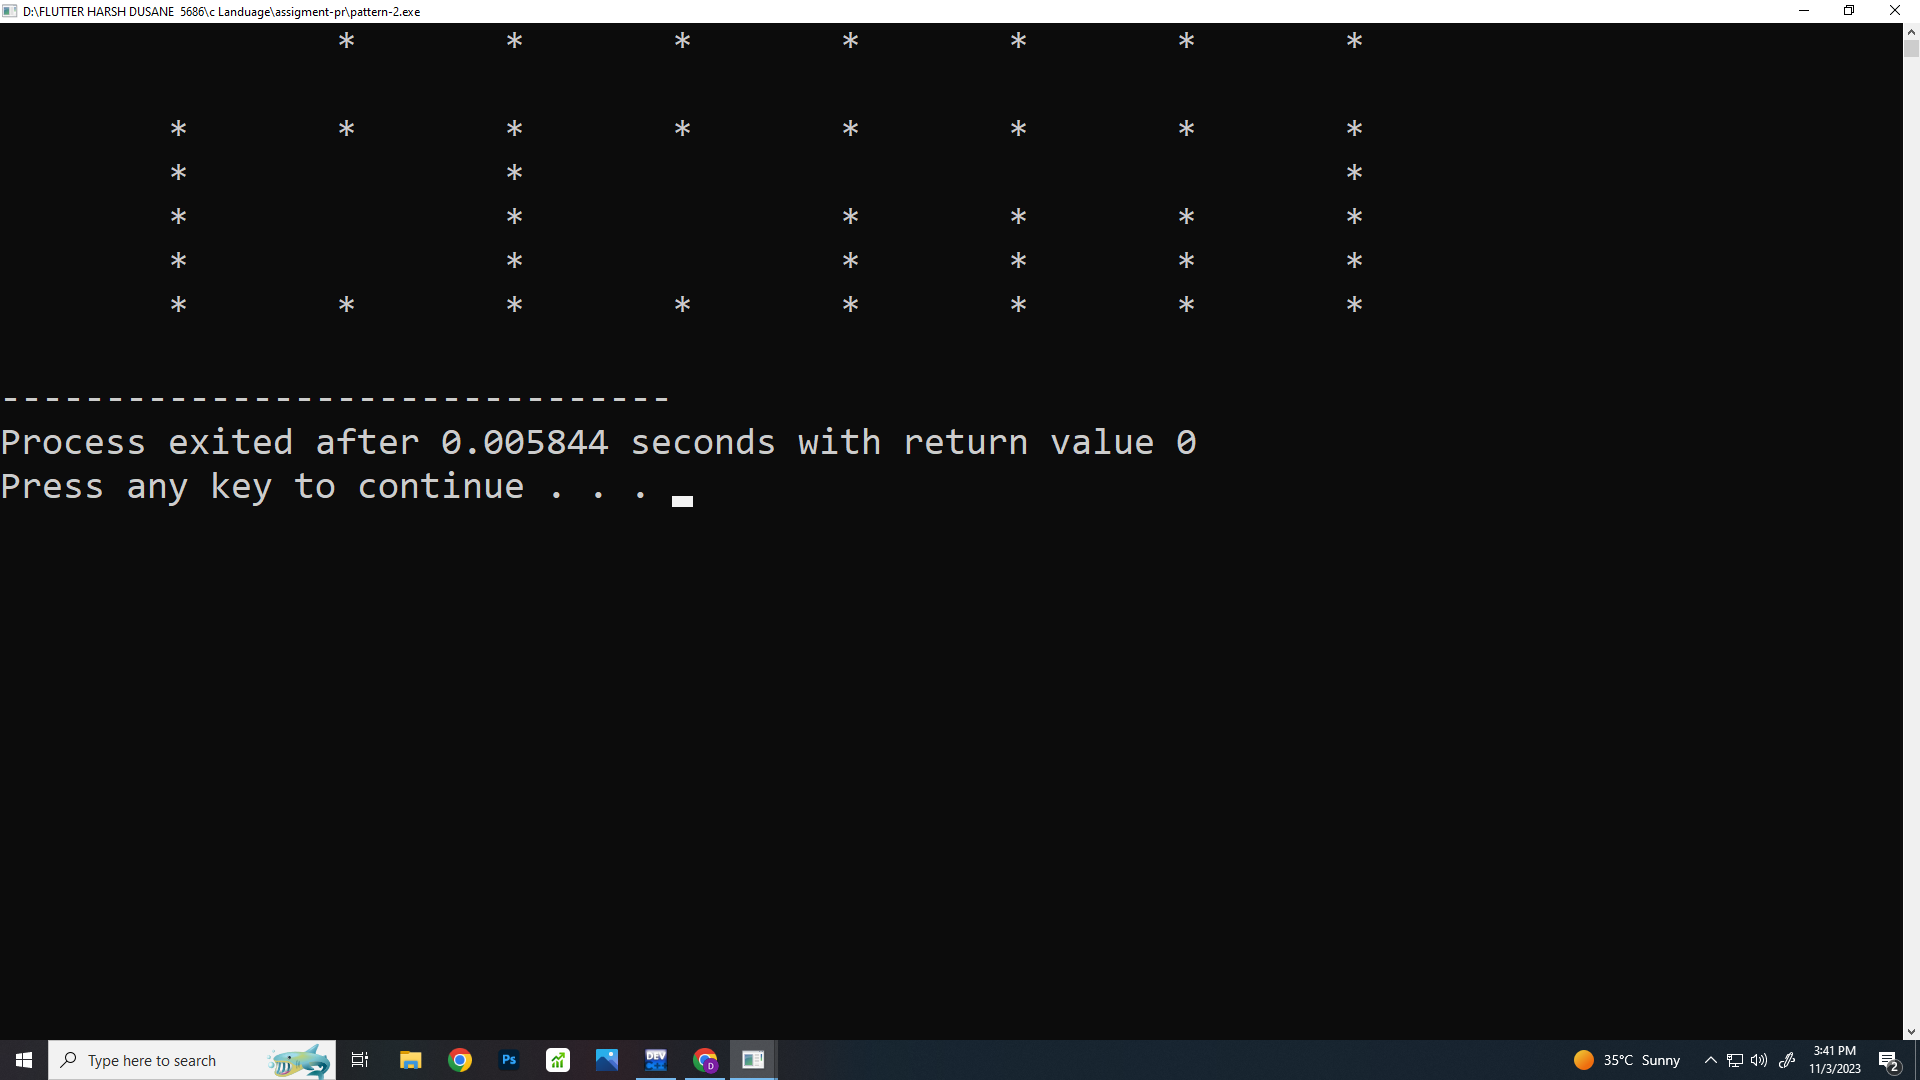 D:\FLUTTER HARSH DUSANE  5686\c Landuage\assigment-pr\pattern-2.exe
                *       *       *       *       *       *       *
        *       *       *       *       *       *       *       *
        *               *                                       *
        *               *               *       *       *       *
        *               *               *       *       *       *
        *       *       *       *       *       *       *       *
--------------------------------
Process exited after 0.005844 seconds with return value 0
Press any key to continue . . .
Type here to search
Ps
DEV
D
35°C  Sunny
3:41 PM
11/3/2023
2